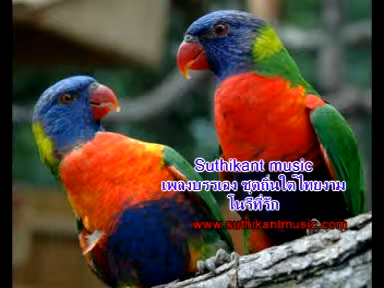 Suthikant music
เพลงบรรเลง ชุดถิ่นใต้ไทยงาม
โนรีที่รัก
www.suthikantmusic.com